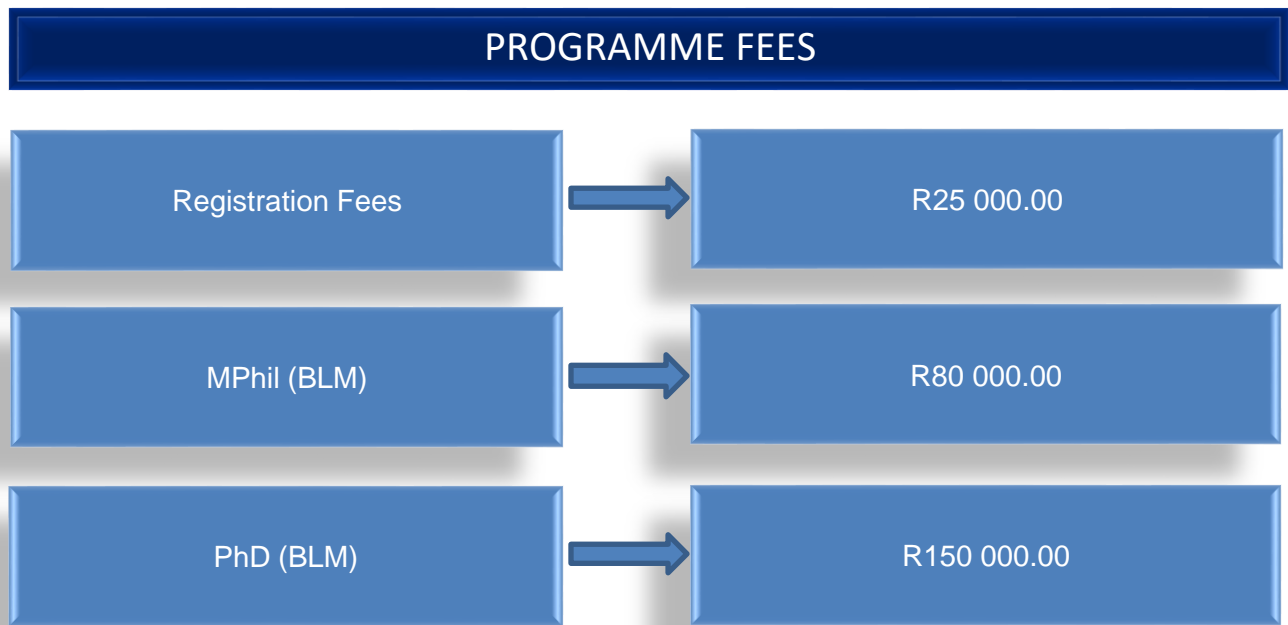 PROGRAMME FEES
Registration Fees
R25 000.00
MPhil (BLM)
R80 000.00
PhD (BLM)
R150 000.00